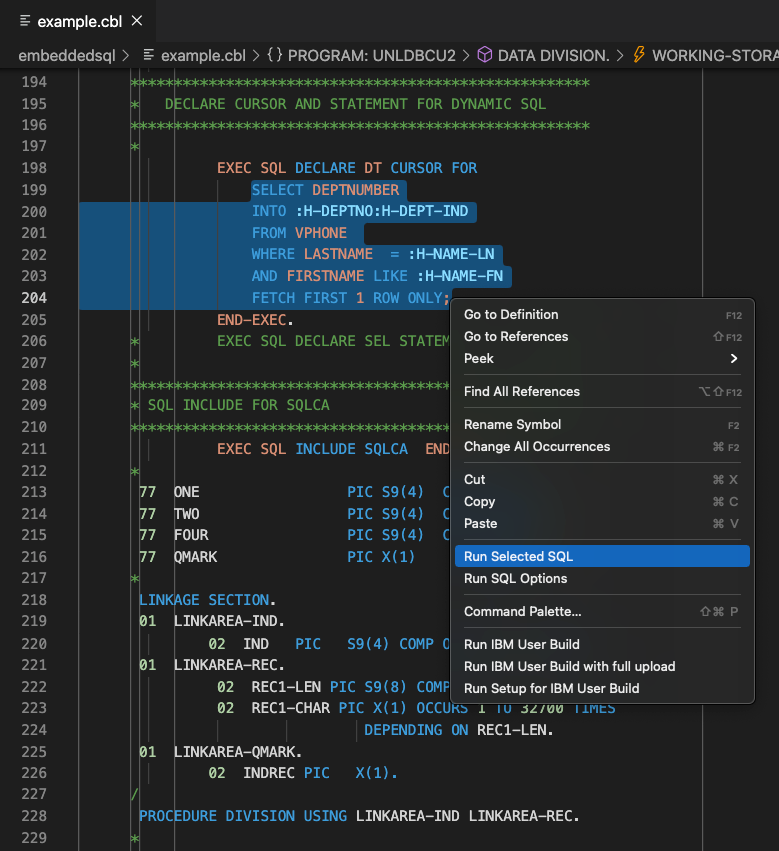 example.cbl
embeddedsql > example.cbl > {} PROGRAM: UNLDBCU2 > DATA DIVISION. > WORKING-STORA
194 *****************************************************
195 *   DECLARE CURSOR AND STATEMENT FOR DYNAMIC SQL
196 *****************************************************
197 *
198 EXEC SQL DECLARE DT CURSOR FOR
199 SELECT DEPTNUMBER
200 INTO :H-DEPTNO:H-DEPT-IND
201 FROM VPHONE
202 WHERE LASTNAME  = :H-NAME-LN
203 AND FIRSTNAME LIKE :H-NAME-FN
204 FETCH FIRST 1 ROW ONLY;
205 END-EXEC.
206 *         EXEC SQL DECLARE SEL STATEM
207 *
208 *************************************
209 * SQL INCLUDE FOR SQLCA
210 *************************************
211 EXEC SQL INCLUDE SQLCA  END
212 *
213 77  ONE                 PIC S9(4)  C
214 77  TWO                 PIC S9(4)  C
215 77  FOUR                PIC S9(4)  C
216 77  QMARK               PIC X(1)
217 *
218 LINKAGE SECTION.
219 01  LINKAREA-IND.
220 02  IND   PIC   S9(4) COMP O
221 01  LINKAREA-REC.
222 02  REC1-LEN PIC S9(8) COMP
223 02  REC1-CHAR PIC X(1) OCCURS 1 TO 32700 TIMES
224 DEPENDING ON REC1-LEN.
225 01  LINKAREA-QMARK.
226 02  INDREC PIC   X(1).
227 /
228 PROCEDURE DIVISION USING LINKAREA-IND LINKAREA-REC.
229 *
Go to Definition F12
Go to References ⇧F12
Peek >
Find All References ⌥⇧F12
Rename Symbol F2
Change All Occurrences ⌘F2
Cut ⌘X
Copy ⌘C
Paste ⌘V
Run Selected SQL
Run SQL Options
Command Palette... ⇧⌘P
Run IBM User Build
Run IBM User Build with full upload
Run Setup for IBM User Build